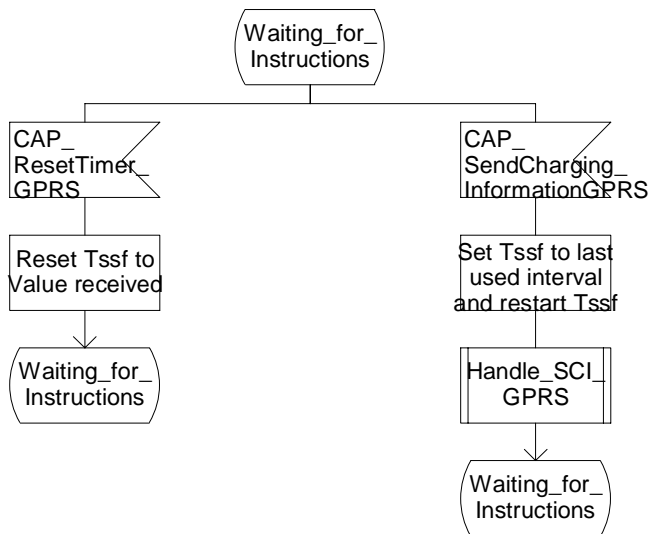 Waiting_for_
Instructions
CAP_
ResetTimer_
GPRS
CAP_
SendCharging_
InformationGPRS
Reset Tssf to
Value received
Set Tssf to last
used interval
and restart Tssf
Waiting_for_
Instructions
Handle_SCI_
GPRS
Waiting_for_
Instructions